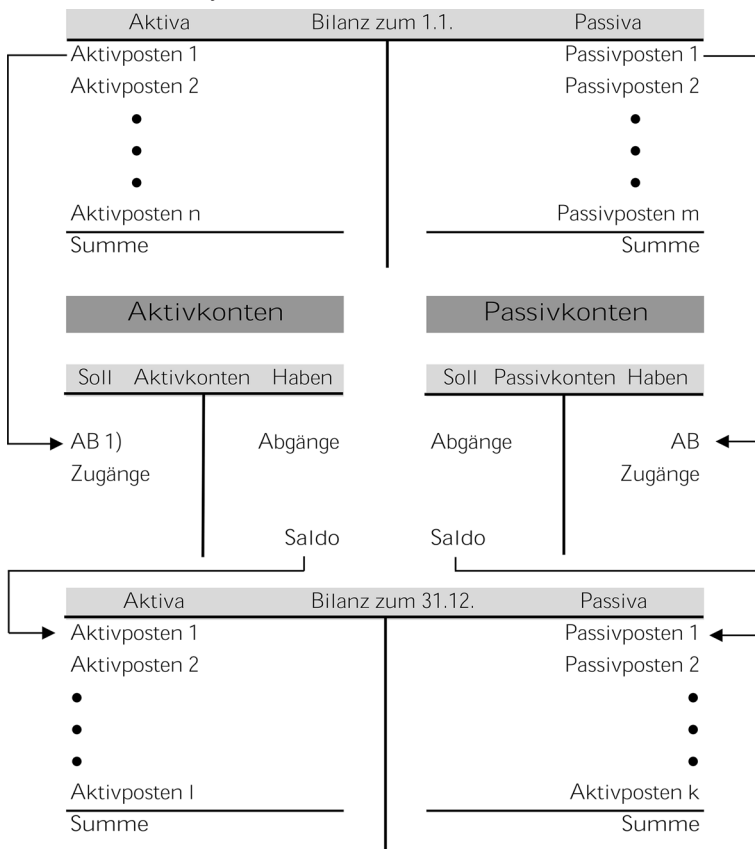 Aktiva Bilanz zum 1.1. Passiva
Aktivposten 1 Passivposten 1
Aktivposten 2 Passivposten 2
Aktivposten n Passivposten m
Summe Summe
Aktivkonten Passivkonten
Soll Aktivkonten Haben Soll Passivkonten Haben
AB 1) Abgänge Abgänge AB
Zugänge Zugänge
Saldo Saldo
Aktiva Bilanz zum 31.12. Passiva
Aktivposten 1 Passivposten 1
Aktivposten 2 Passivposten 2
Aktivposten l Aktivposten k
Summe Summe